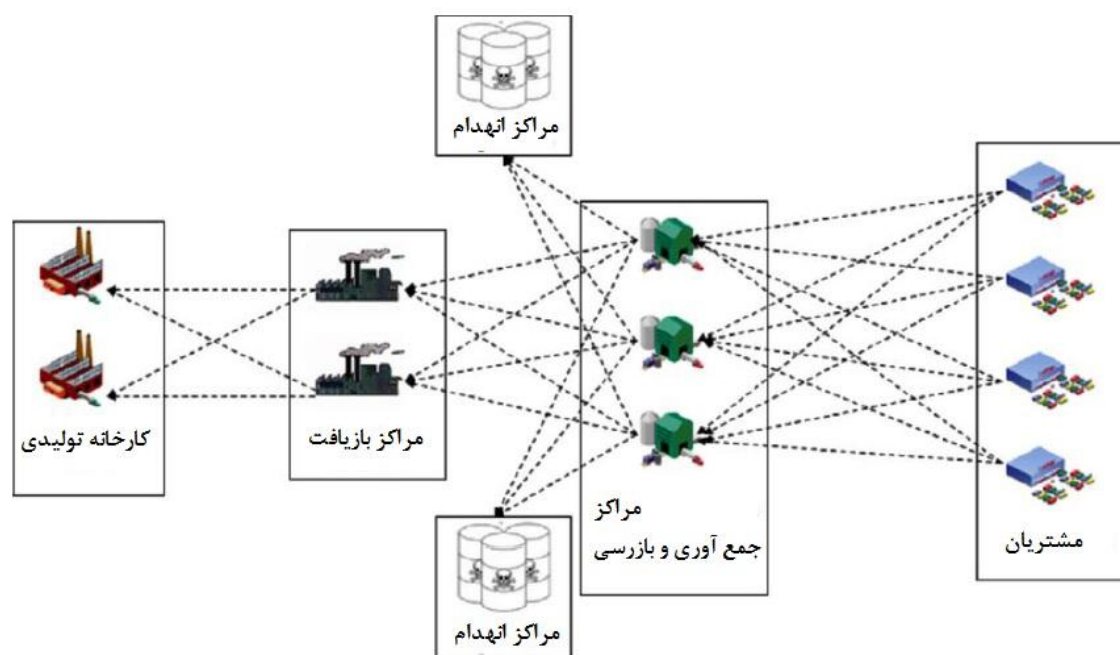 مراکز انهدام
کارخانه تولیدی
مراکز بازیافت
مراکز
جمع آوری و بازرسی
مشتریان
مراکز انهدام